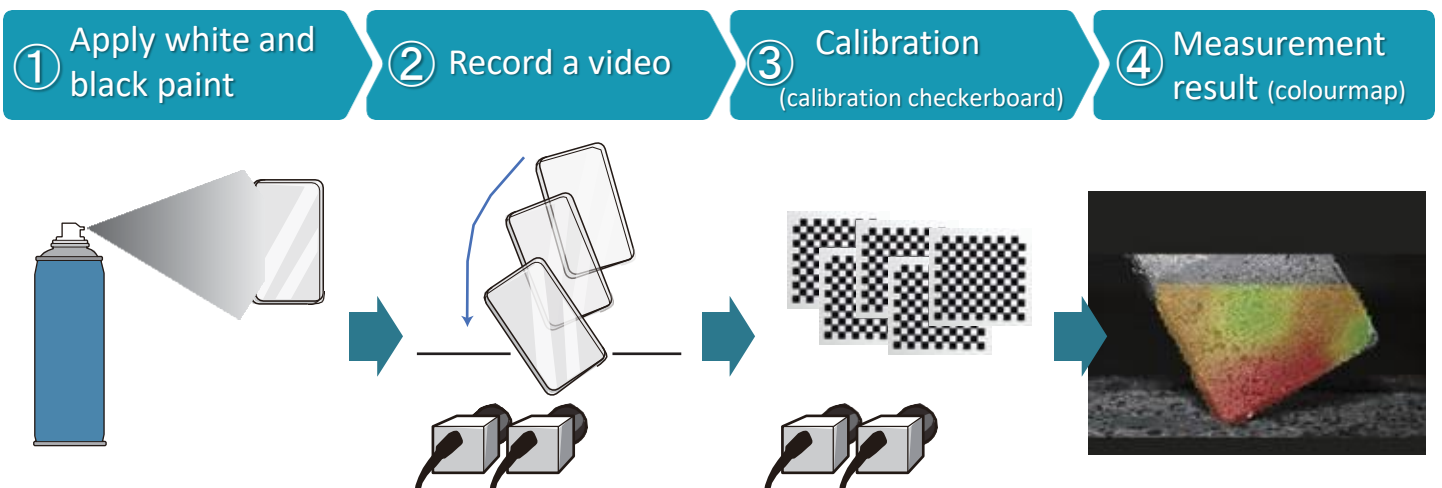 ① Apply white and
black paint
② Record a video
③ Calibration
(calibration checkerboard)
④ Measurement
result (colourmap)